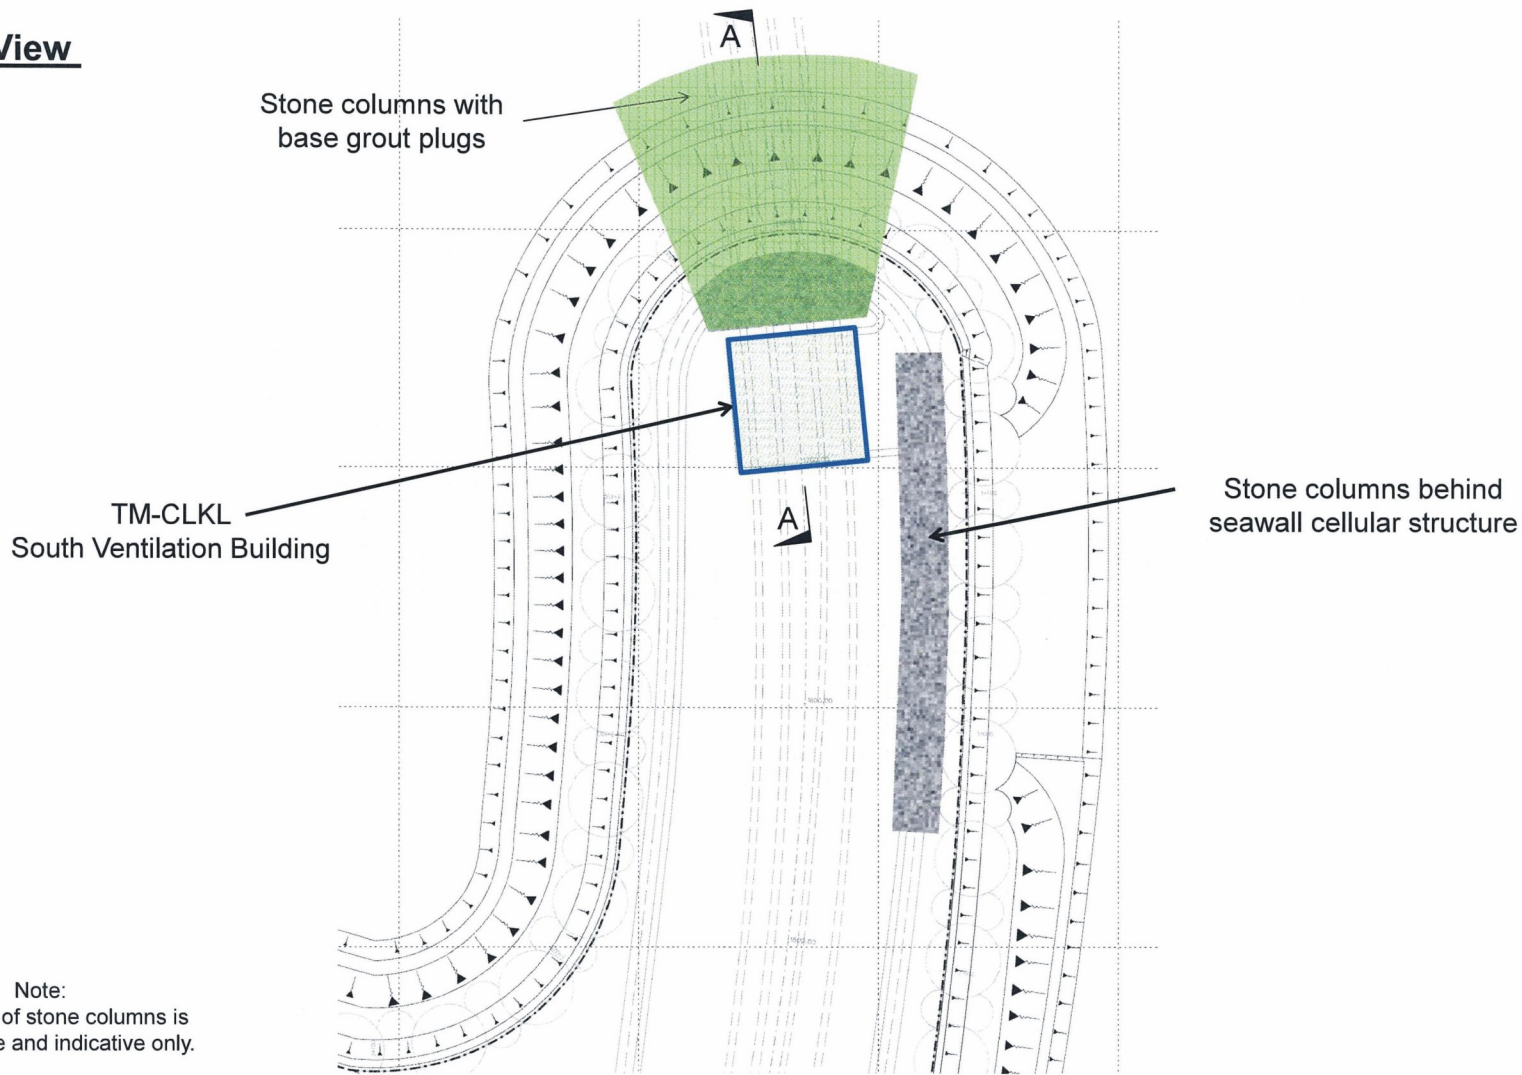 View
A
Stone columns with
base grout plugs
TM-CLKL
South Ventilation Building
A
Stone columns behind
seawall cellular structure
Note:
of stone columns is
and indicative only.